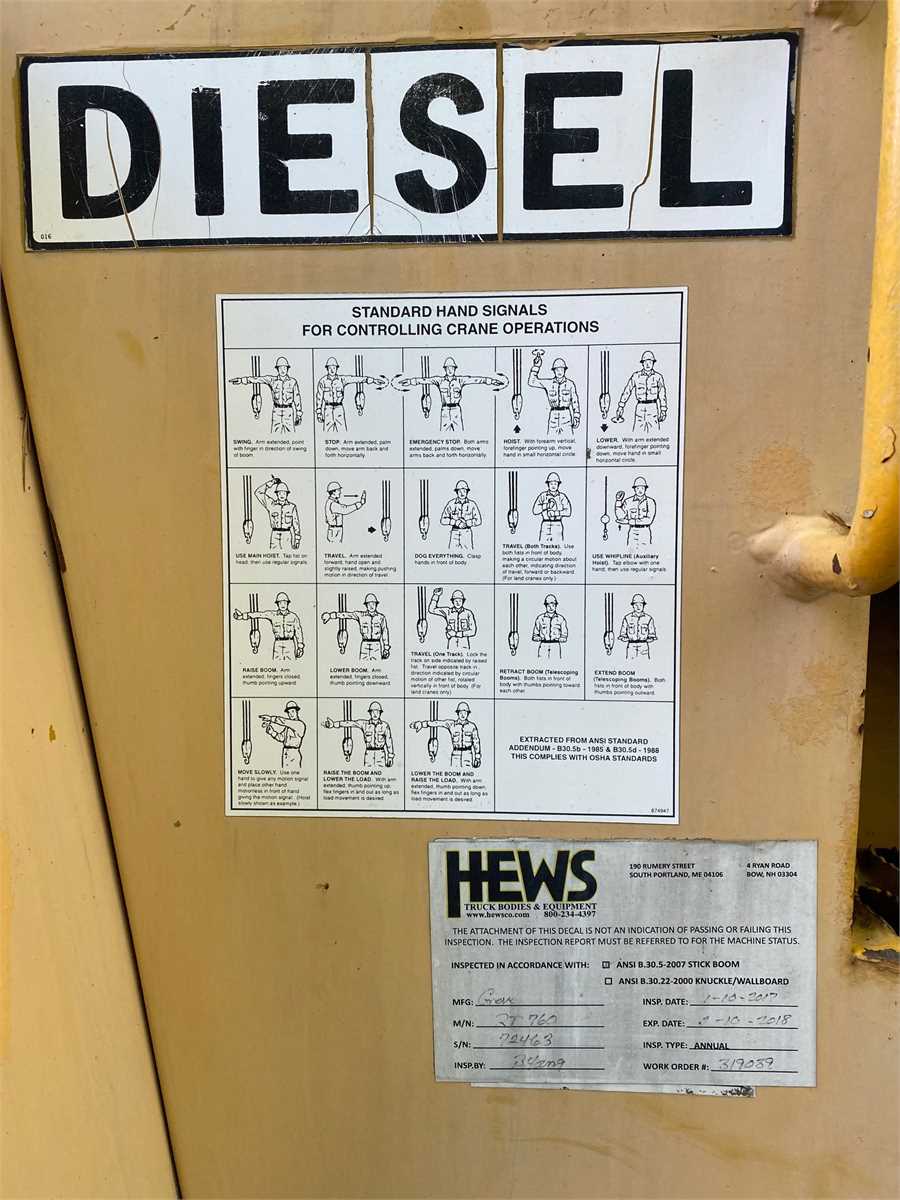 DIESEL
016
STANDARD HAND SIGNALS
FOR CONTROLLING CRANE OPERATIONS
SWING. Arm extended, point
with finger in direction of swing
of boom.
STOP. Arm extended, palm
down, move arm back and
forth horizontally.
EMERGENCY STOP. Both arms
extended, palms down, move
arms back and forth horizontally.
HOIST. With forearm vertical,
forefinger pointing up, move
hand in small horizontal circle.
LOWER. With arm extended
downward, forefinger pointing
down, move hand in small
horizontal circle.
USE MAIN HOIST. Tap fist on
head; then use regular signals.
TRAVEL. Arm extended
forward, hand open and
slightly raised, making pushing
motion in direction of travel.
DOG EVERYTHING. Clasp
hands in front of body.
TRAVEL (Both Tracks). Use
both fists in front of body,
making a circular motion about
each other, indicating direction
of travel, forward or backward.
(For land cranes only.)
USE WHIPLINE (Auxiliary
Hoist). Tap elbow with one
hand; then use regular signals.
RAISE BOOM. Arm
extended, fingers closed,
thumb pointing upward.
LOWER BOOM. Arm
extended, fingers closed,
thumb pointing downward.
TRAVEL (One Track). Lock the
track on side indicated by raised
fist. Travel opposite track in
direction indicated by circular
motion of other fist, rotated
vertically in front of body. (For
land cranes only)
RETRACT BOOM (Telescoping
Booms). Both fists in front of
body with thumbs pointing toward
each other.
EXTEND BOOM
(Telescoping Booms). Both
fists in front of body with
thumbs pointing outward.
MOVE SLOWLY. Use one
hand to give any motion signal
and place other hand
motionless in front of hand
giving the motion signal. (Hoist
slowly shown as example.)
RAISE THE BOOM AND
LOWER THE LOAD. With arm
extended, thumb pointing up,
flex fingers in and out as long as
load movement is desired.
LOWER THE BOOM AND
RAISE THE LOAD. With arm
extended, thumb pointing down,
flex fingers in and out as long as
load movement is desired.
EXTRACTED FROM ANSI STANDARD
ADDENDUM - B30.5b - 1985 & B30.5d - 1988
THIS COMPLIES WITH OSHA STANDARDS
674947
HEWS
TRUCK BODIES & EQUIPMENT
www.hewsco.com 800-234-4397
190 RUMERY STREET
SOUTH PORTLAND, ME 04106
4 RYAN ROAD
BOW, NH 03304
THE ATTACHMENT OF THIS DECAL IS NOT AN INDICATION OF PASSING OR FAILING THIS
INSPECTION. THE INSPECTION REPORT MUST BE REFERRED TO FOR THE MACHINE STATUS.
INSPECTED IN ACCORDANCE WITH: ANSI B.30.5-2007 STICK BOOM
ANSI B.30.22-2000 KNUCKLE/WALLBOARD
MFG: Grove
INSP. DATE: 1-10-2017
M/N: RT 760
EXP. DATE: -10-2018
S/N: 72463
INSP. TYPE: ANNUAL
INSP.BY:
WORK ORDER #: 319039